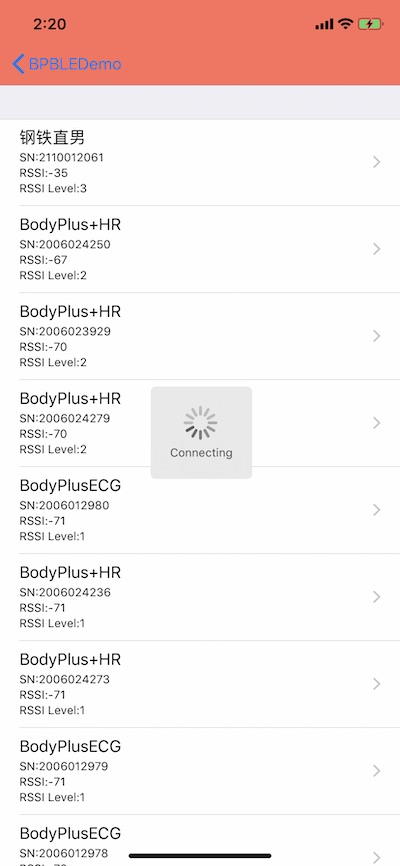 2:20
BPBLEDemo
钢铁直男
SN:2110012061
RSSI:-35
RSSI Level:3
BodyPlus+HR
SN:2006024250
RSSI:-67
RSSI Level:2
BodyPlus+HR
SN:2006023929
RSSI:-70
RSSI Level:2
BodyPlus+HR
SN:2006024279
RSSI:-70
RSSI Level:2
Connecting
BodyPlusECG
SN:2006012980
RSSI:-71
RSSI Level:1
BodyPlus+HR
SN:2006024236
RSSI:-71
RSSI Level:1
BodyPlus+HR
SN:2006024273
RSSI:-71
RSSI Level:1
BodyPlusECG
SN:2006012979
RSSI:-71
RSSI Level:1
BodyPlusECG
SN:2006012978